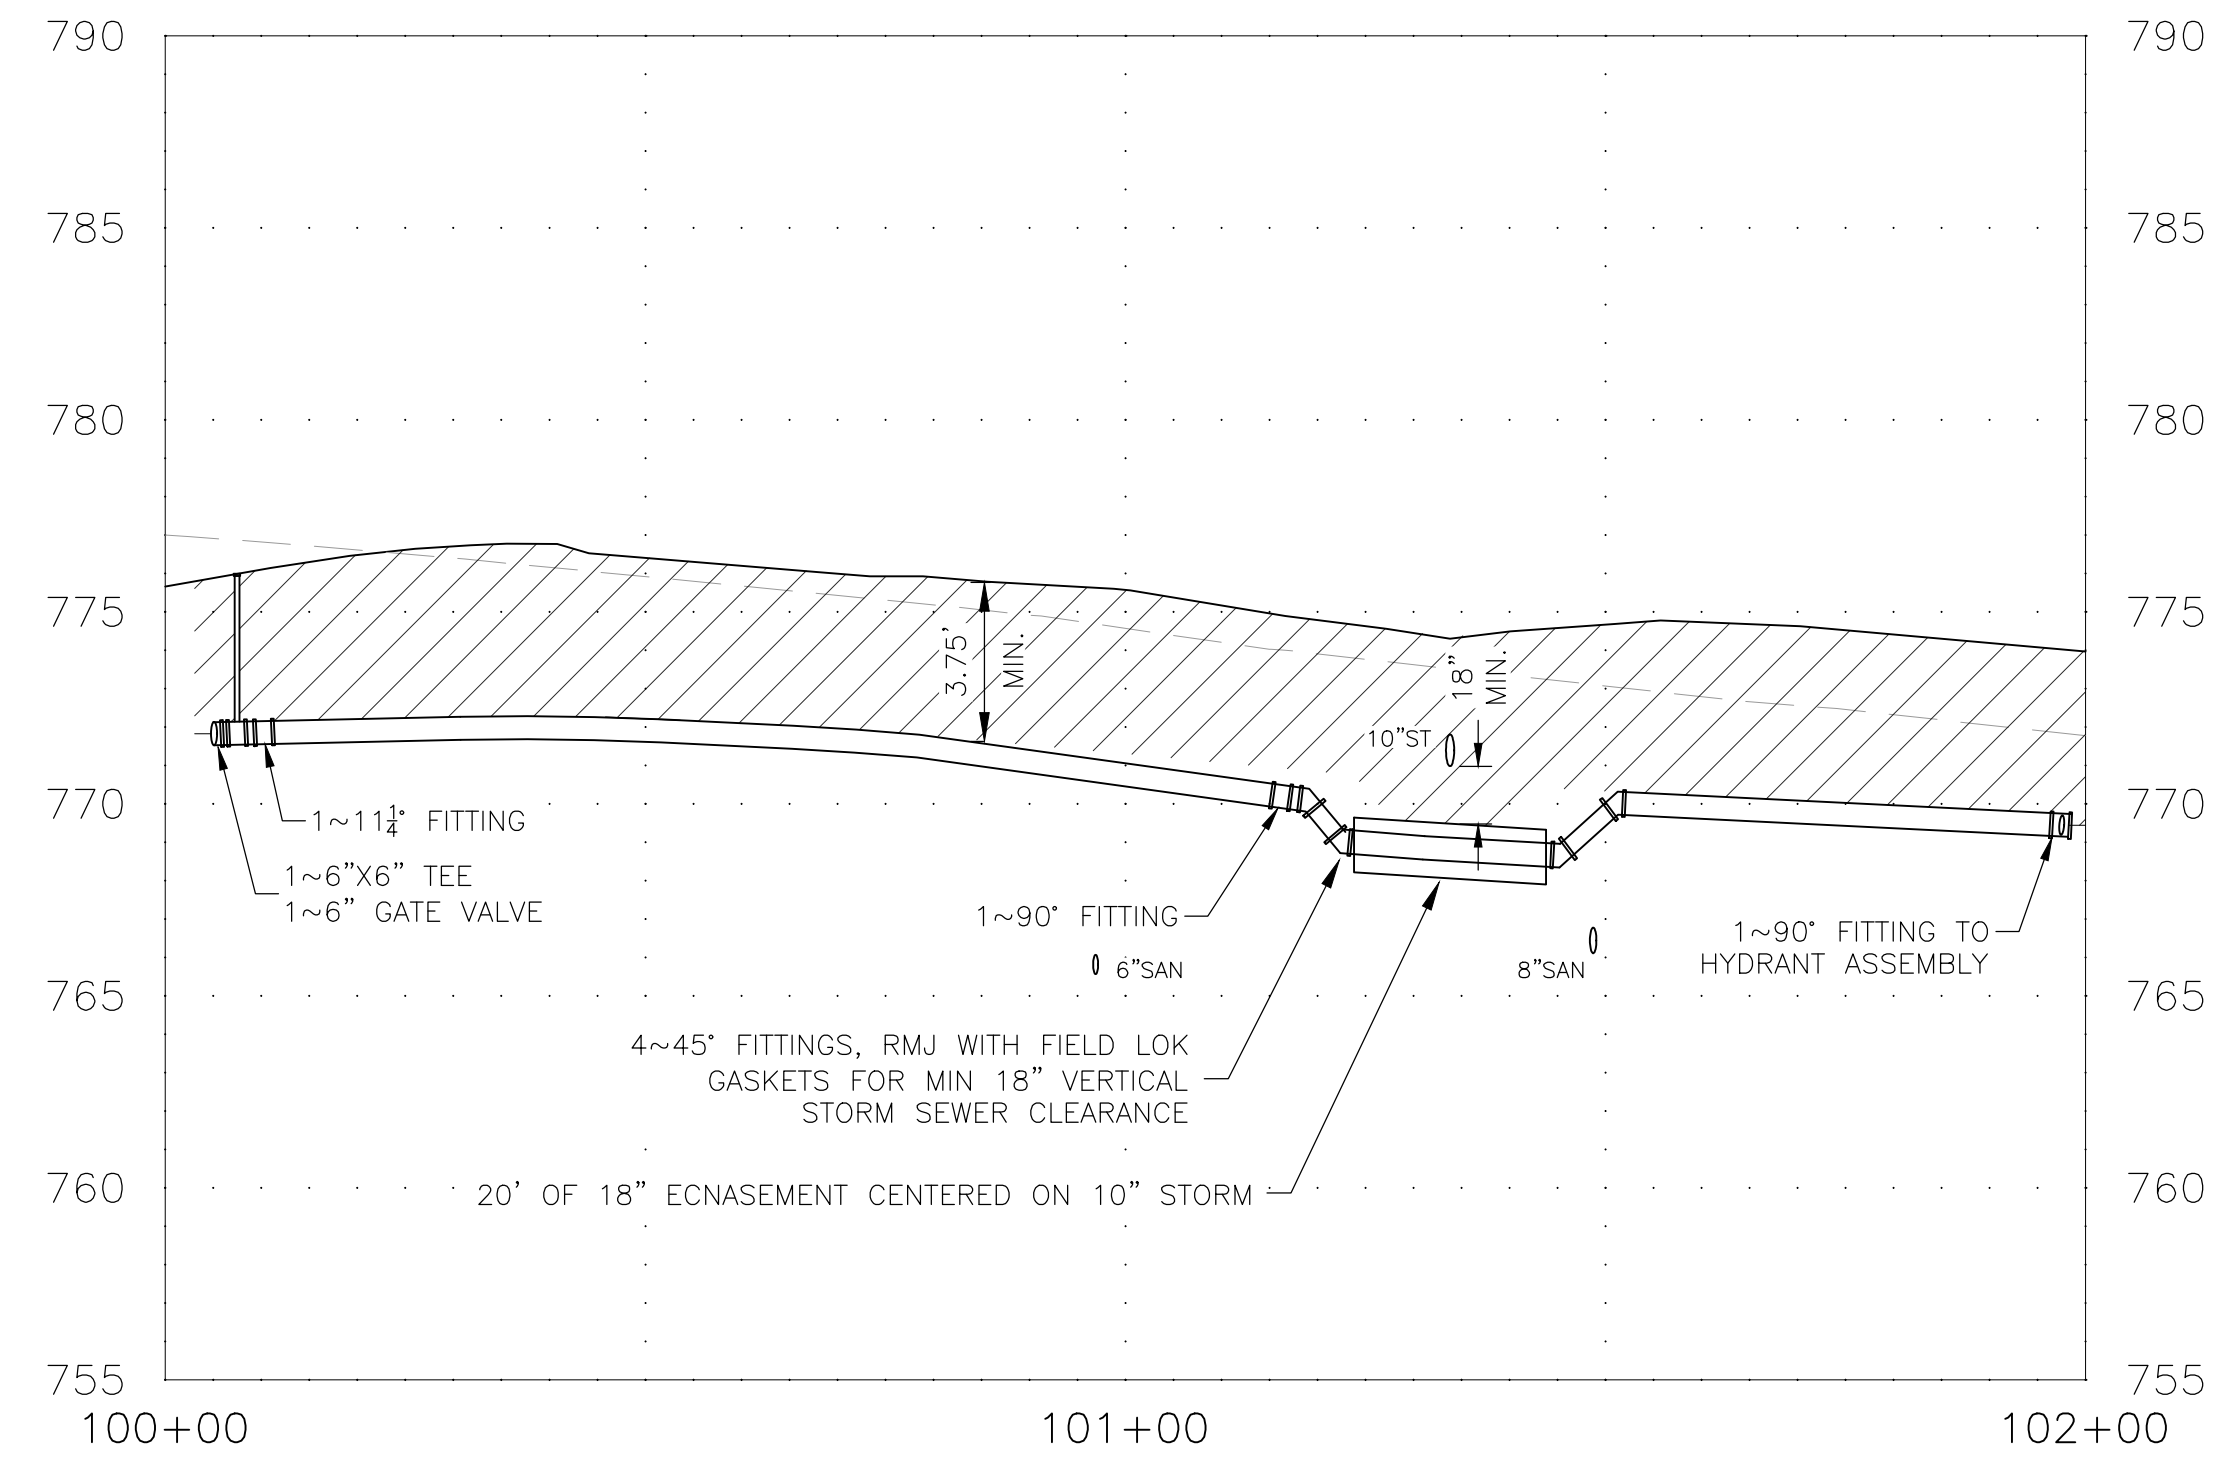 790
790
785
785
780
780
775
775
3.75'
MIN.
18"
MIN.
10"ST
770
770
1~11¼° FITTING
1~6"X6" TEE
1~6" GATE VALVE
1~90° FITTING
1~90° FITTING TO
HYDRANT ASSEMBLY
6"SAN
8"SAN
765
765
4~45° FITTINGS, RMJ WITH FIELD LOK
GASKETS FOR MIN 18" VERTICAL
STORM SEWER CLEARANCE
760
760
20' OF 18" ECNASEMENT CENTERED ON 10" STORM
755
755
100+00
101+00
102+00